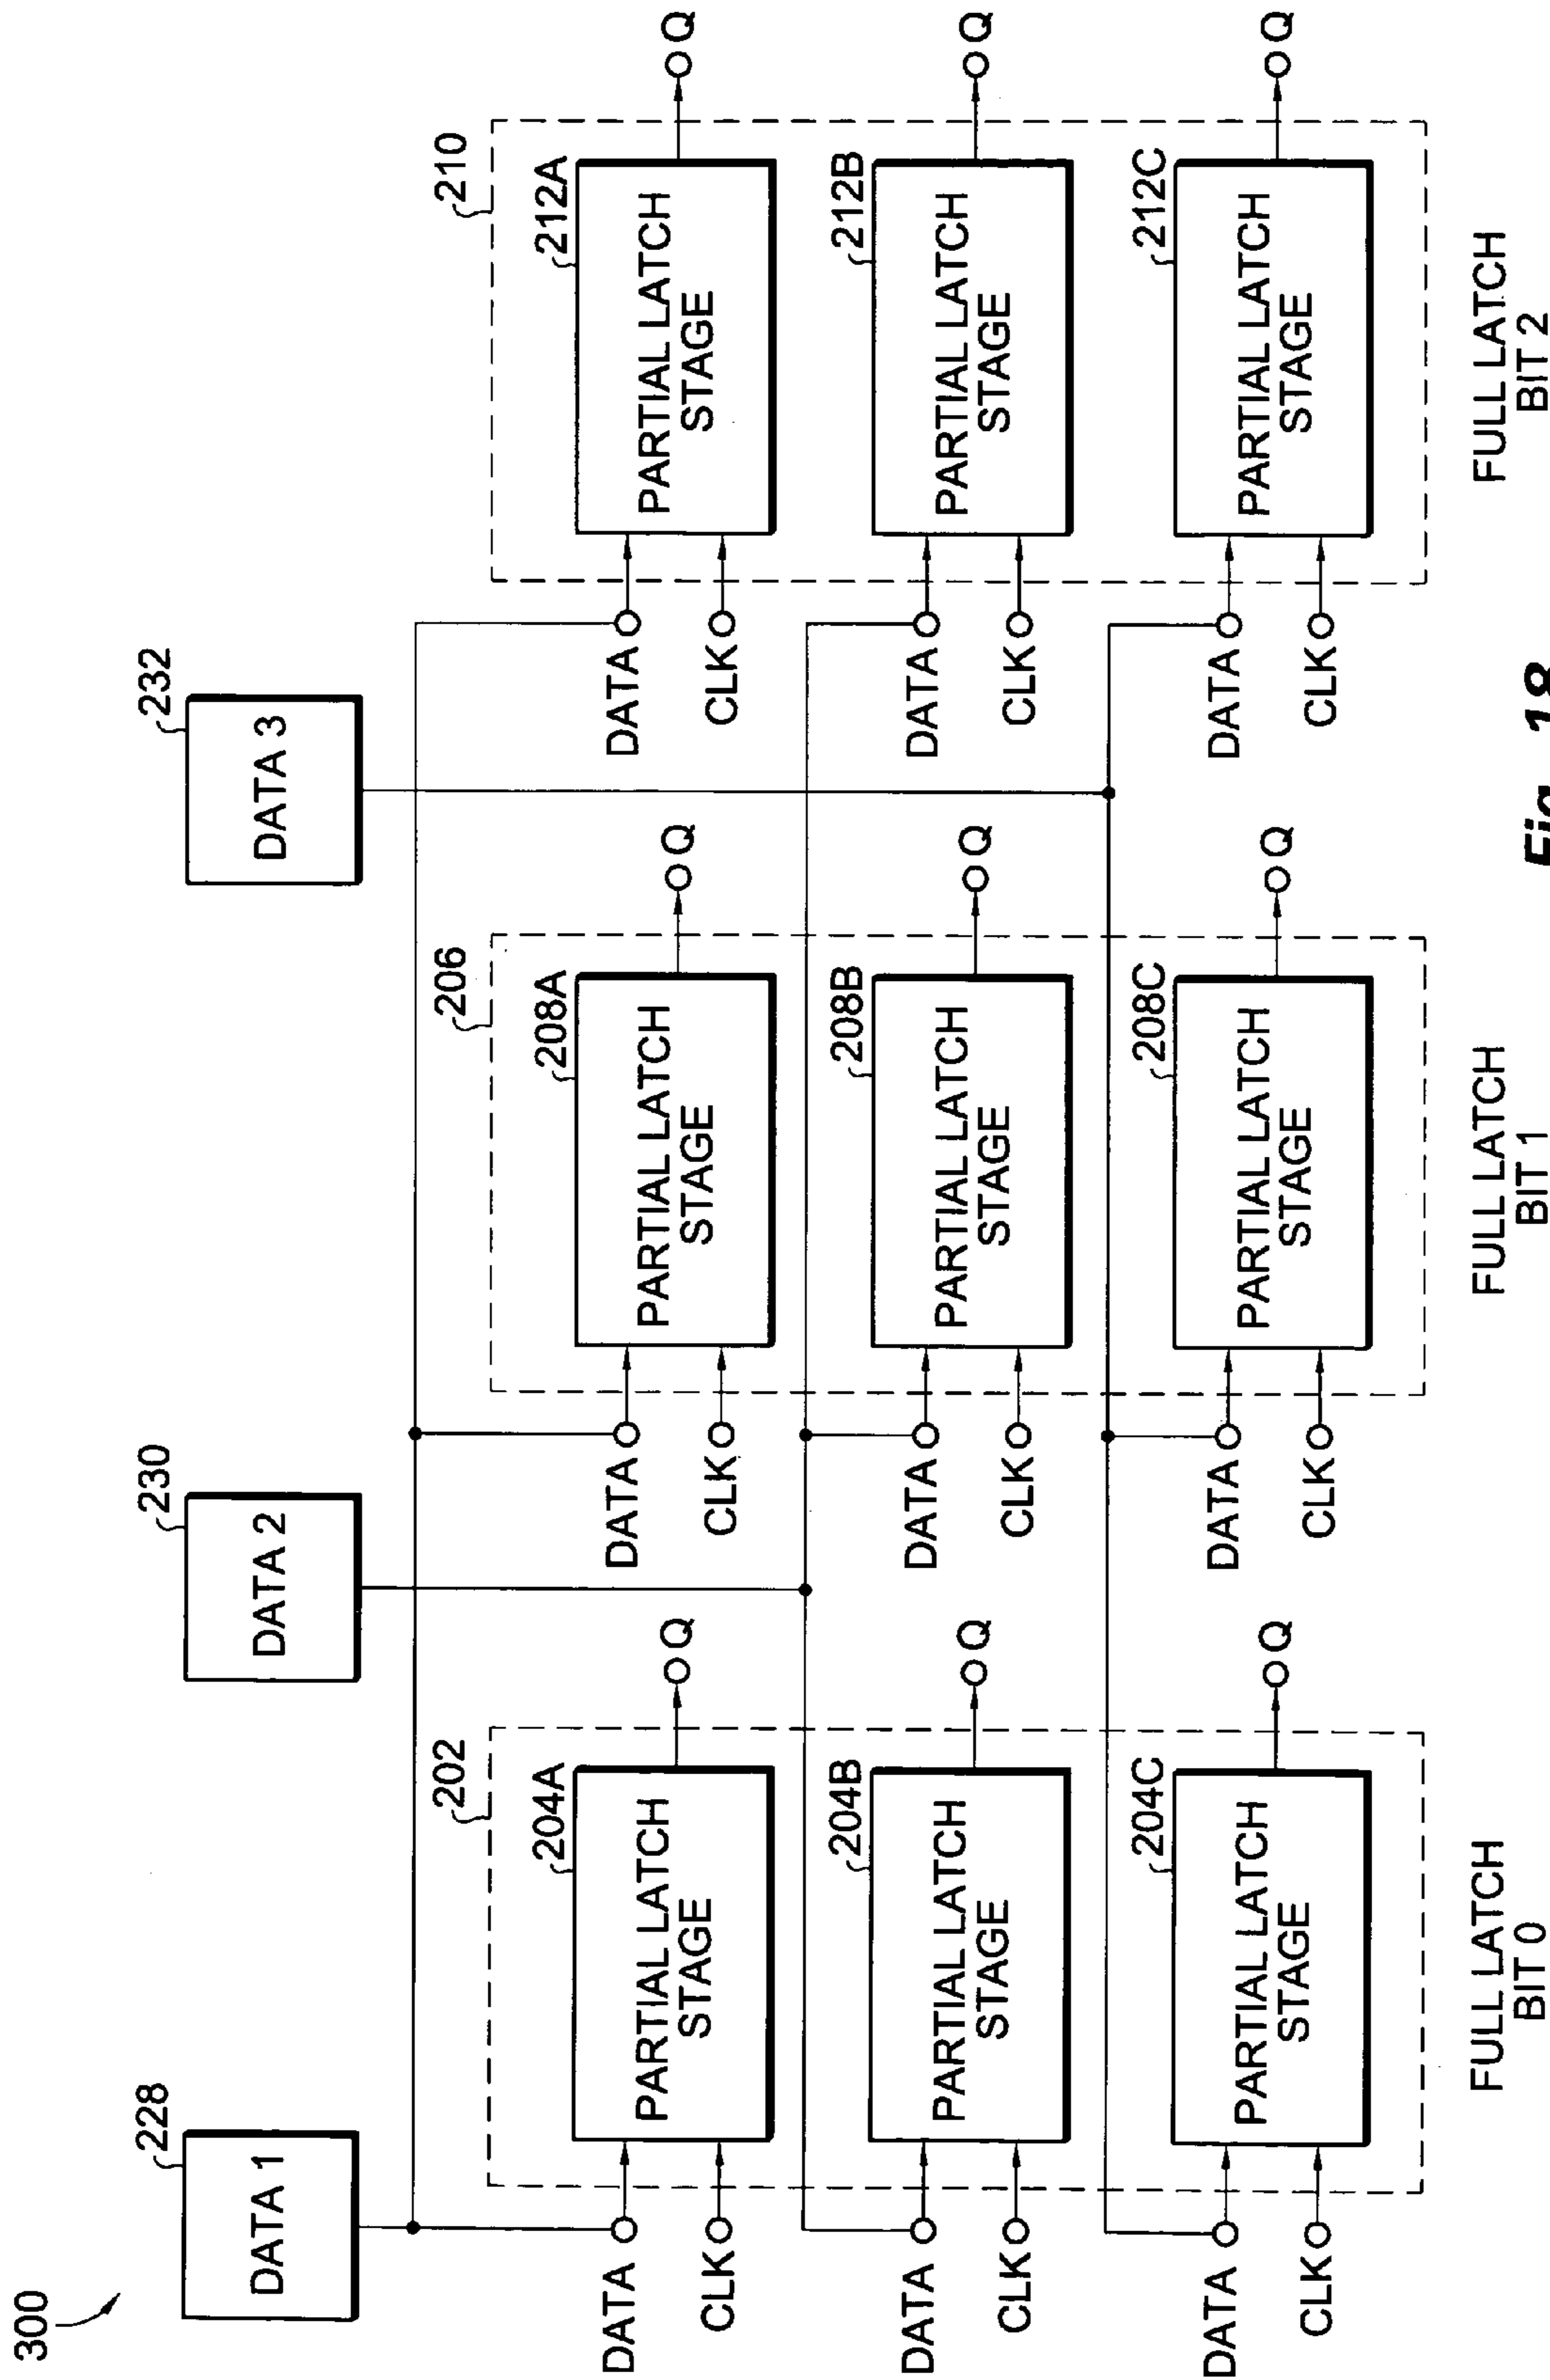 300
228
DATA 1
230
DATA 2
232
DATA 3
202
206
210
204A
208A
212A
DATA
PARTIAL LATCH
STAGE
Q
CLK
DATA
PARTIAL LATCH
STAGE
Q
CLK
DATA
PARTIAL LATCH
STAGE
Q
CLK
204B
208B
212B
DATA
PARTIAL LATCH
STAGE
Q
CLK
DATA
PARTIAL LATCH
STAGE
Q
CLK
DATA
PARTIAL LATCH
STAGE
Q
CLK
204C
208C
212C
DATA
PARTIAL LATCH
STAGE
Q
CLK
DATA
PARTIAL LATCH
STAGE
Q
CLK
DATA
PARTIAL LATCH
STAGE
Q
CLK
FULL LATCH
BIT 0
FULL LATCH
BIT 1
FULL LATCH
BIT 2
Fig. 18